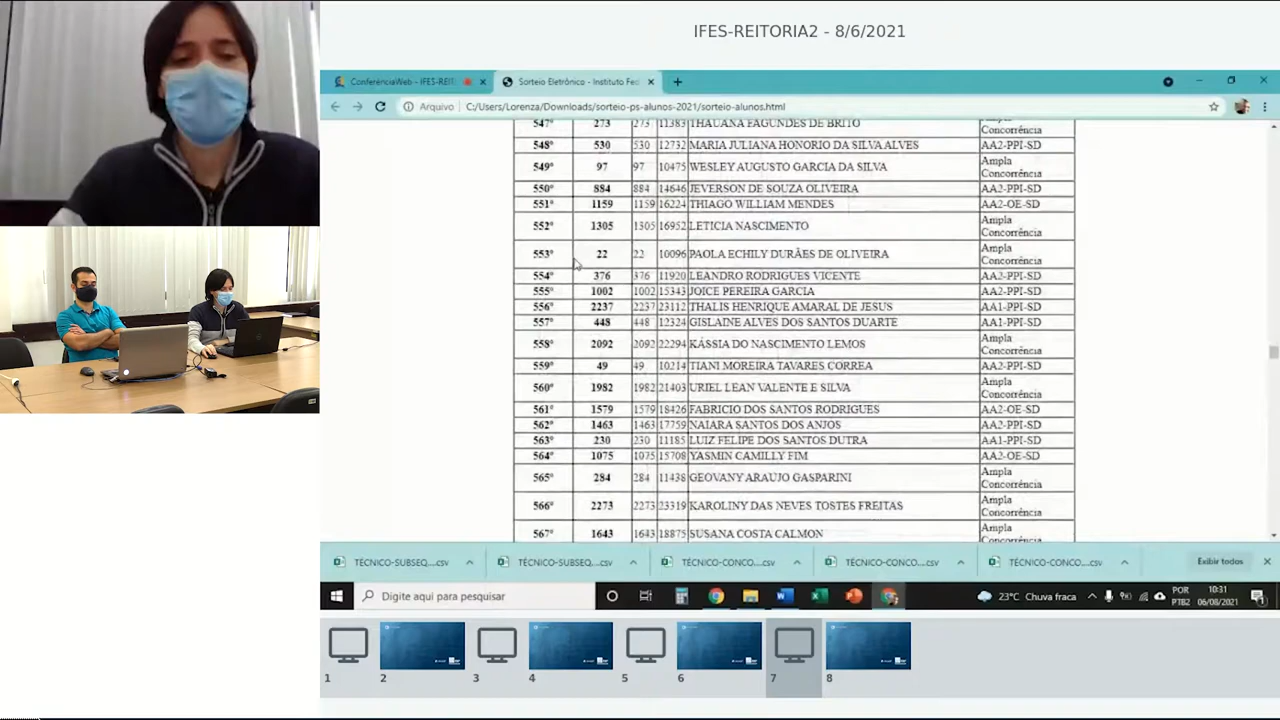 IFES-REITORIA2 - 8/6/2021
ConferênciaWeb - IFES-REIT
Sorteio Eletrônico - Instituto Fed
Arquivo | C:/Users/Lorenza/Downloads/sorteio-ps-alunos-2021/sorteio-alunos.html
547º 273 273 11383 THAUANA FAGUNDES DE BRITO Ampla Concorrência
548º 530 530 12732 MARIA JULIANA HONORIO DA SILVA ALVES AA2-PPI-SD
549º 97 97 10475 WESLEY AUGUSTO GARCIA DA SILVA Ampla Concorrência
550º 884 884 14646 JEVERSON DE SOUZA OLIVEIRA AA2-PPI-SD
551º 1159 1159 16224 THIAGO WILLIAM MENDES AA2-OE-SD
552º 1305 1305 16952 LETICIA NASCIMENTO Ampla Concorrência
553º 22 22 10096 PAOLA ECHILY DURÃES DE OLIVEIRA Ampla Concorrência
554º 376 376 11920 LEANDRO RODRIGUES VICENTE AA2-PPI-SD
555º 1002 1002 15343 JOICE PEREIRA GARCIA AA2-PPI-SD
556º 2237 2237 23112 THALIS HENRIQUE AMARAL DE JESUS AA1-PPI-SD
557º 448 448 12324 GISLAINE ALVES DOS SANTOS DUARTE AA1-PPI-SD
558º 2092 2092 22294 KÁSSIA DO NASCIMENTO LEMOS Ampla Concorrência
559º 49 49 10214 TIANI MOREIRA TAVARES CORREA AA2-PPI-SD
560º 1982 1982 21403 URIEL LEAN VALENTE E SILVA Ampla Concorrência
561º 1579 1579 18426 FABRICIO DOS SANTOS RODRIGUES AA2-OE-SD
562º 1463 1463 17759 NAIARA SANTOS DOS ANJOS AA2-PPI-SD
563º 230 230 11185 LUIZ FELIPE DOS SANTOS DUTRA AA1-PPI-SD
564º 1075 1075 15708 YASMIN CAMILLY FIM AA2-OE-SD
565º 284 284 11438 GEOVANY ARAUJO GASPARINI Ampla Concorrência
566º 2273 2273 23319 KAROLINY DAS NEVES TOSTES FREITAS Ampla Concorrência
567º 1643 1643 18875 SUSANA COSTA CALMON Ampla Concorrência
TÉCNICO-SUBSEQ....csv TÉCNICO-SUBSEQ....csv TÉCNICO-CONCO....csv TÉCNICO-CONCO....csv TÉCNICO-CONCO....csv Exibir todos
Digite aqui para pesquisar 23°C Chuva fraca POR PTB2 10:31 06/08/2021
1 2 3 4 5 6 7 8